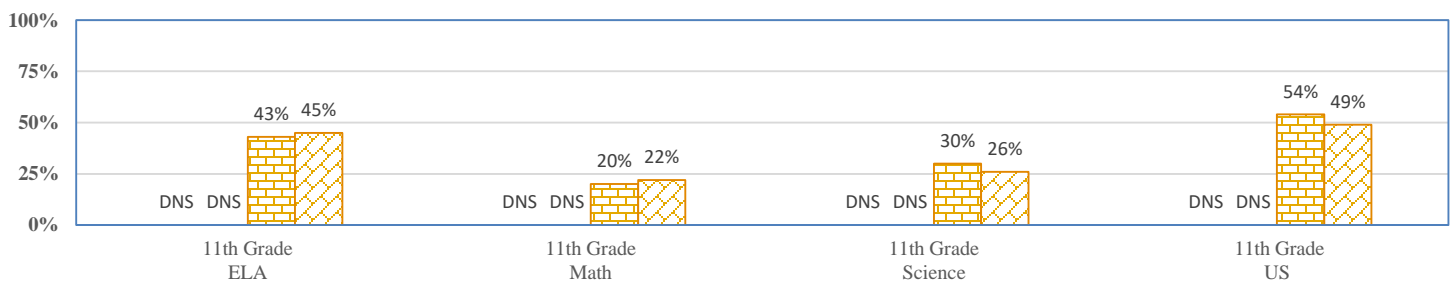 100%
75%
50%
25%
0%
DNS DNS 43% 45%
DNS DNS 20% 22%
DNS DNS 30% 26%
DNS DNS 54% 49%
11th Grade
ELA
11th Grade
Math
11th Grade
Science
11th Grade
US